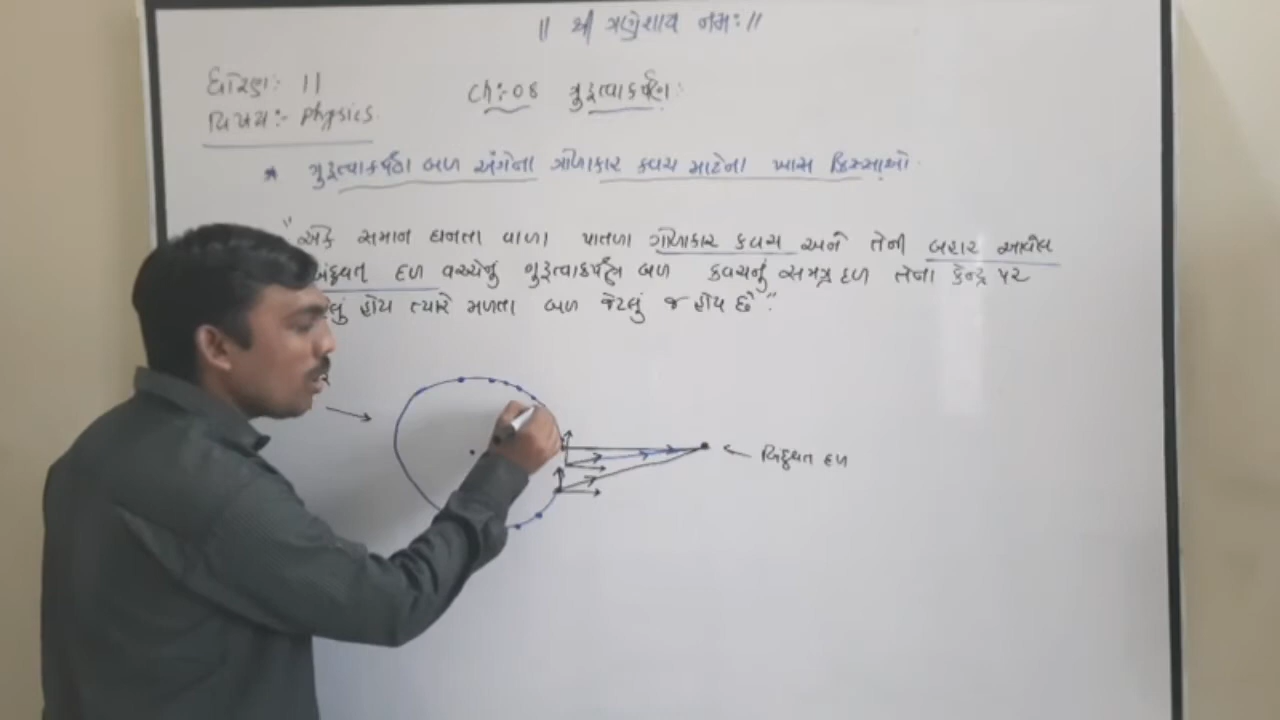 || શ્રી ગણેશાય નમઃ ||
ધોરણ:- 11
વિષય:- Physics.
Ch:-08 ગુરુત્વાકર્ષણ:
* ગુરુત્વાકર્ષણ બળ અંગેના ગોળાકાર કવચ માટેના ખાસ કિસ્સાઓ.
"એક સમાન ઘનતા વાળા પાતળા ગોળાકાર કવચ અને તેની બહાર આવેલ
બિંદુવત દળ વચ્ચેનું ગુરુત્વાકર્ષણ બળ કવચનું સમગ્ર દળ તેના કેન્દ્ર પર
હોય ત્યારે મળતા બળ જેટલું જ હોય છે".
બિંદુવત દળ